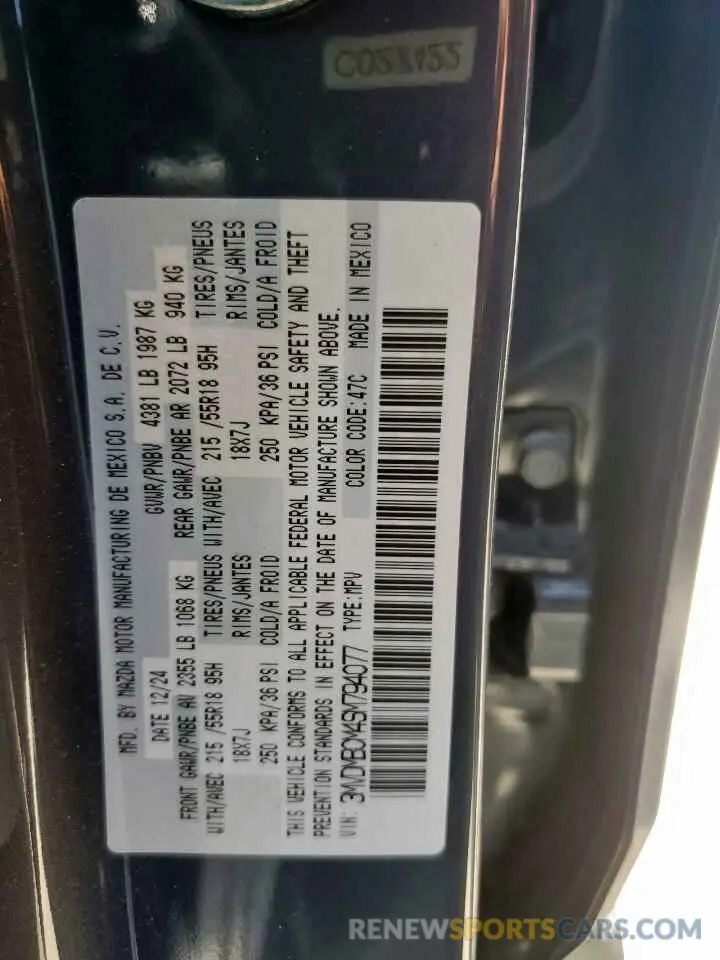 MFD. BY MAZDA MOTOR MANUFACTURING DE MEXICO S.A. DE C.V.
DATE 12/24 GVWR/PNBV 4381 LB 1987 KG
FRONT GAWR/PNBE AV 2355 LB 1068 KG REAR GAWR/PNBE AR 2072 LB 940 KG
WITH/AVEC 215 /55R18 95H TIRES/PNEUS WITH/AVEC 215 /55R18 95H TIRES/PNEUS
18X7J RIMS/JANTES 18X7J RIMS/JANTES
250 KPA/36 PSI COLD/A FROID 250 KPA/36 PSI COLD/A FROID
THIS VEHICLE CONFORMS TO ALL APPLICABLE FEDERAL MOTOR VEHICLE SAFETY AND THEFT
PREVENTION STANDARDS IN EFFECT ON THE DATE OF MANUFACTURE SHOWN ABOVE.
VIN: 3MVDMBCM4SM794077 TYPE:MPV COLOR CODE:47C MADE IN MEXICO
RENEWSPORTSCARS.COM